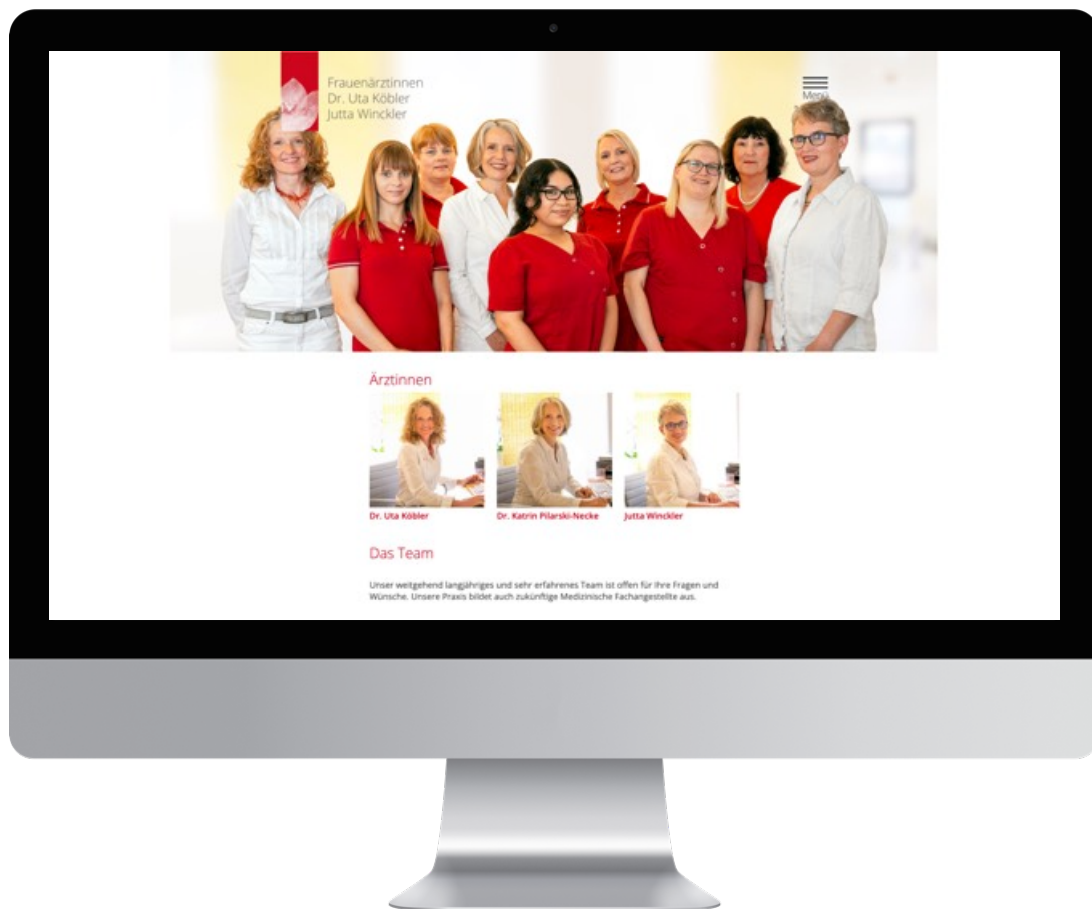 Frauenärztinnen
Dr. Uta Köbler
Jutta Winckler
Menü
Ärztinnen
Dr. Uta Köbler
Dr. Katrin Pilarski-Necke
Jutta Winckler
Das Team
Unser weitgehend langjähriges und sehr erfahrenes Team ist offen für Ihre Fragen und
Wünsche. Unsere Praxis bildet auch zukünftige Medizinische Fachangestellte aus.